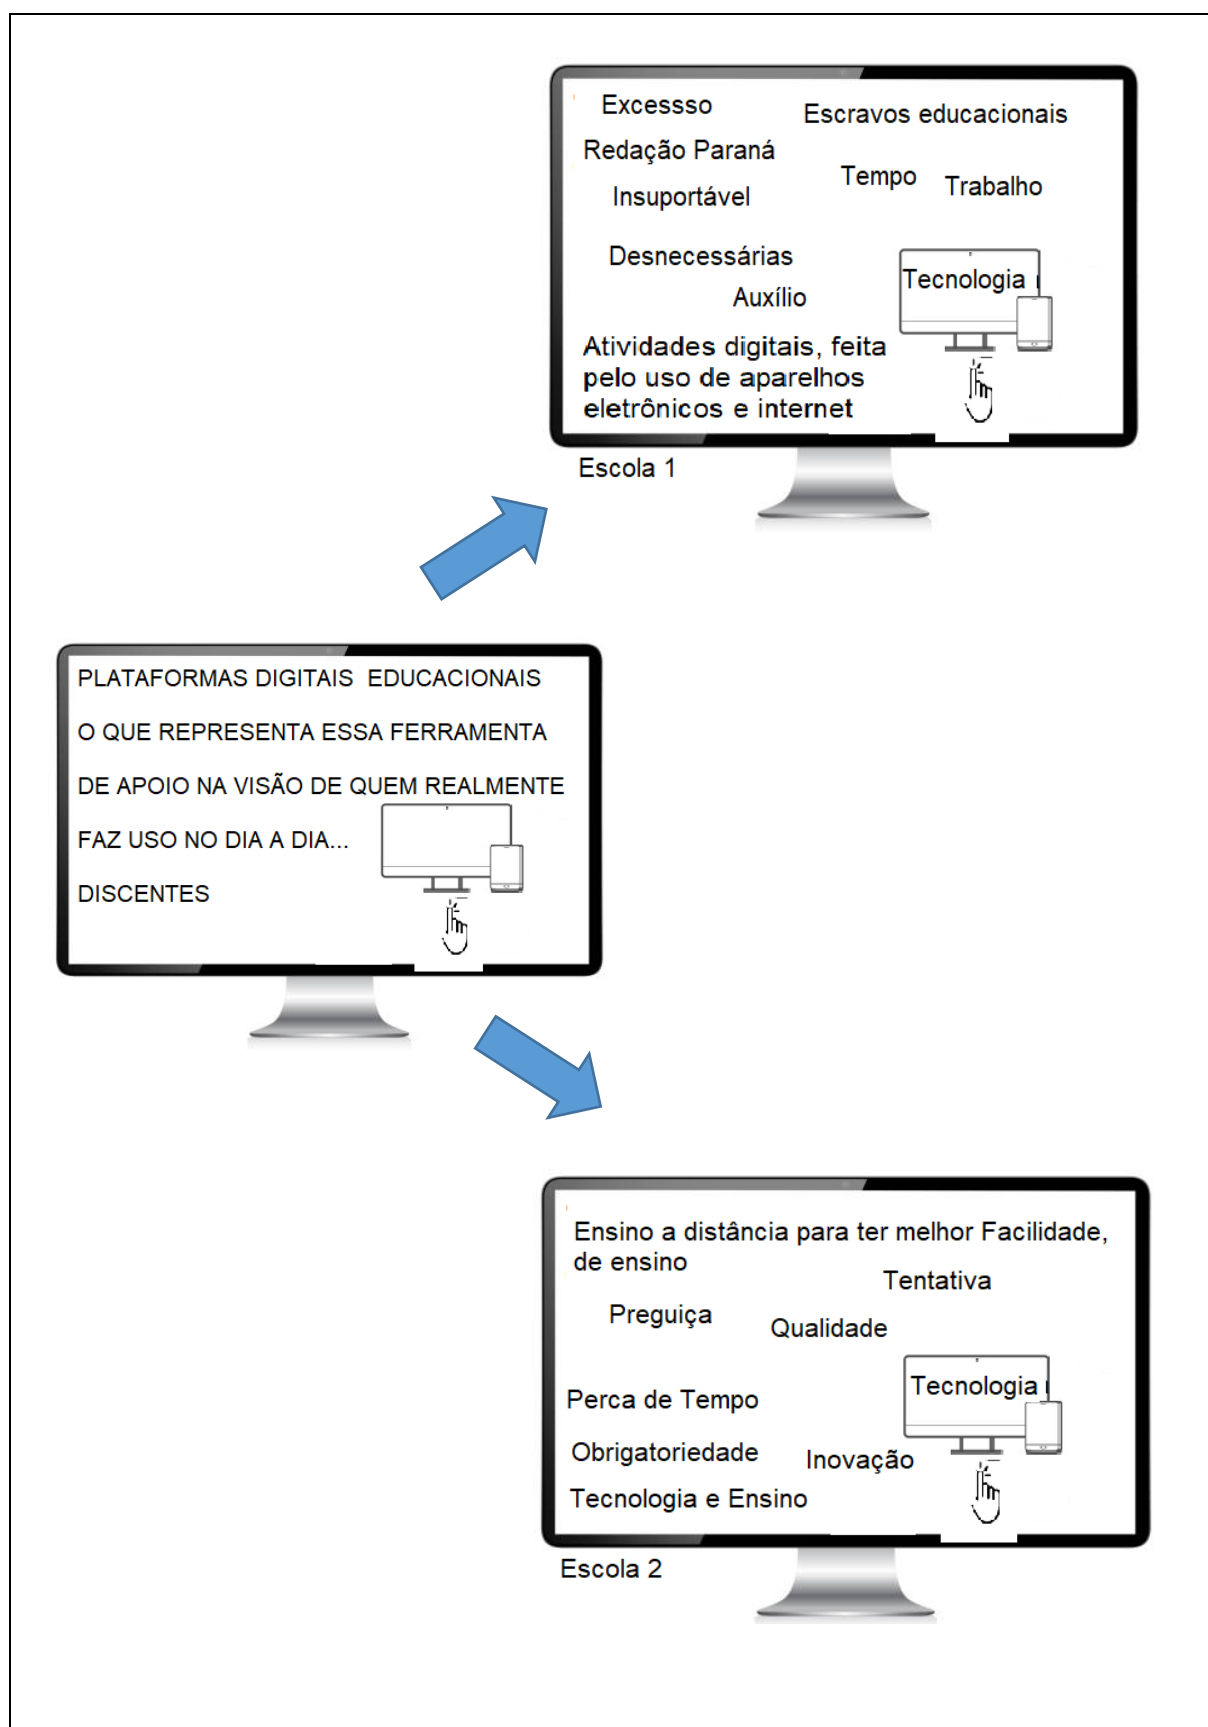 Excessso
Escravos educacionais
Redação Paraná
Tempo
Trabalho
Insuportável
Desnecessárias
Tecnologia
Auxílio
Atividades digitais, feita
pelo uso de aparelhos
eletrônicos e internet
Escola 1
PLATAFORMAS DIGITAIS EDUCACIONAIS
O QUE REPRESENTA ESSA FERRAMENTA
DE APOIO NA VISÃO DE QUEM REALMENTE
FAZ USO NO DIA A DIA...
DISCENTES
Ensino a distância para ter melhor Facilidade,
de ensino
Tentativa
Preguiça
Qualidade
Tecnologia
Perca de Tempo
Obrigatoriedade
Inovação
Tecnologia e Ensino
Escola 2